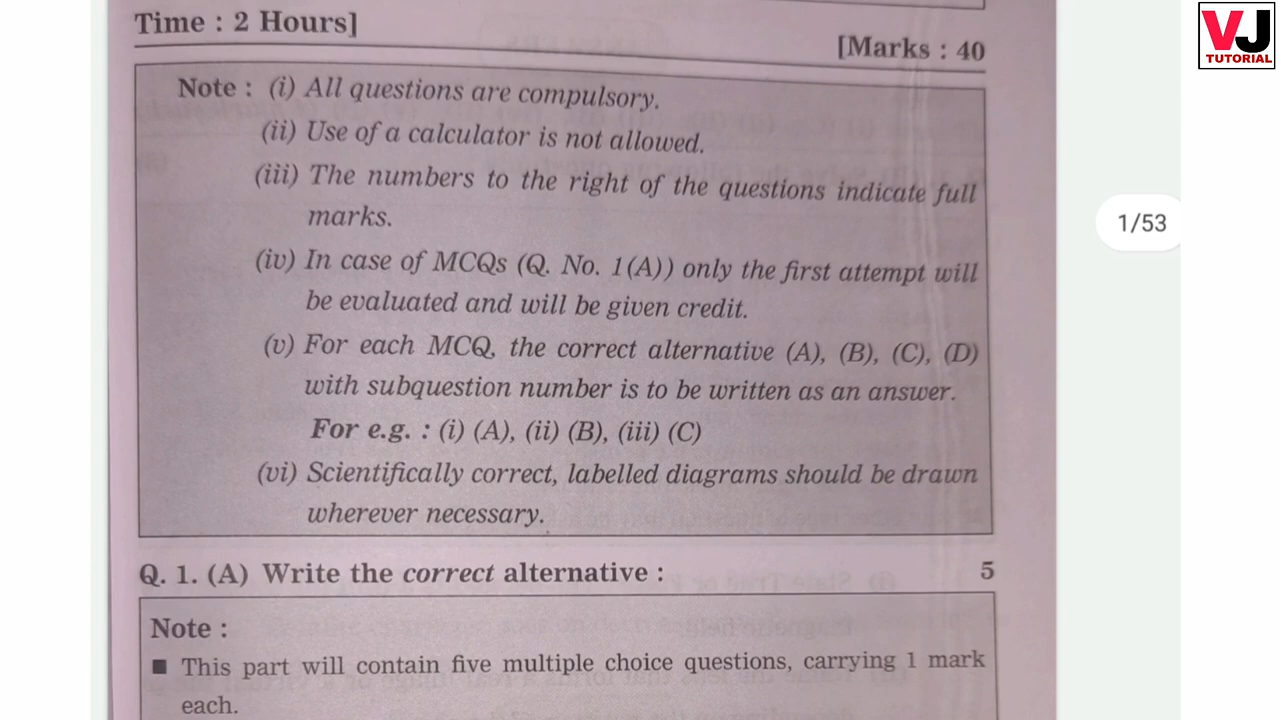 Time : 2 Hours]
[Marks : 40
VJ
TUTORIAL
Note : (i) All questions are compulsory.
(ii) Use of a calculator is not allowed.
(iii) The numbers to the right of the questions indicate full
marks.
1/53
(iv) In case of MCQs (Q. No. 1(A)) only the first attempt will
be evaluated and will be given credit.
(v) For each MCQ, the correct alternative (A), (B), (C), (D)
with subquestion number is to be written as an answer.
For e.g. : (i) (A), (ii) (B), (iii) (C)
(vi) Scientifically correct, labelled diagrams should be drawn
wherever necessary.
Q. 1. (A) Write the correct alternative : 5
Note :
■ This part will contain five multiple choice questions, carrying 1 mark
each.